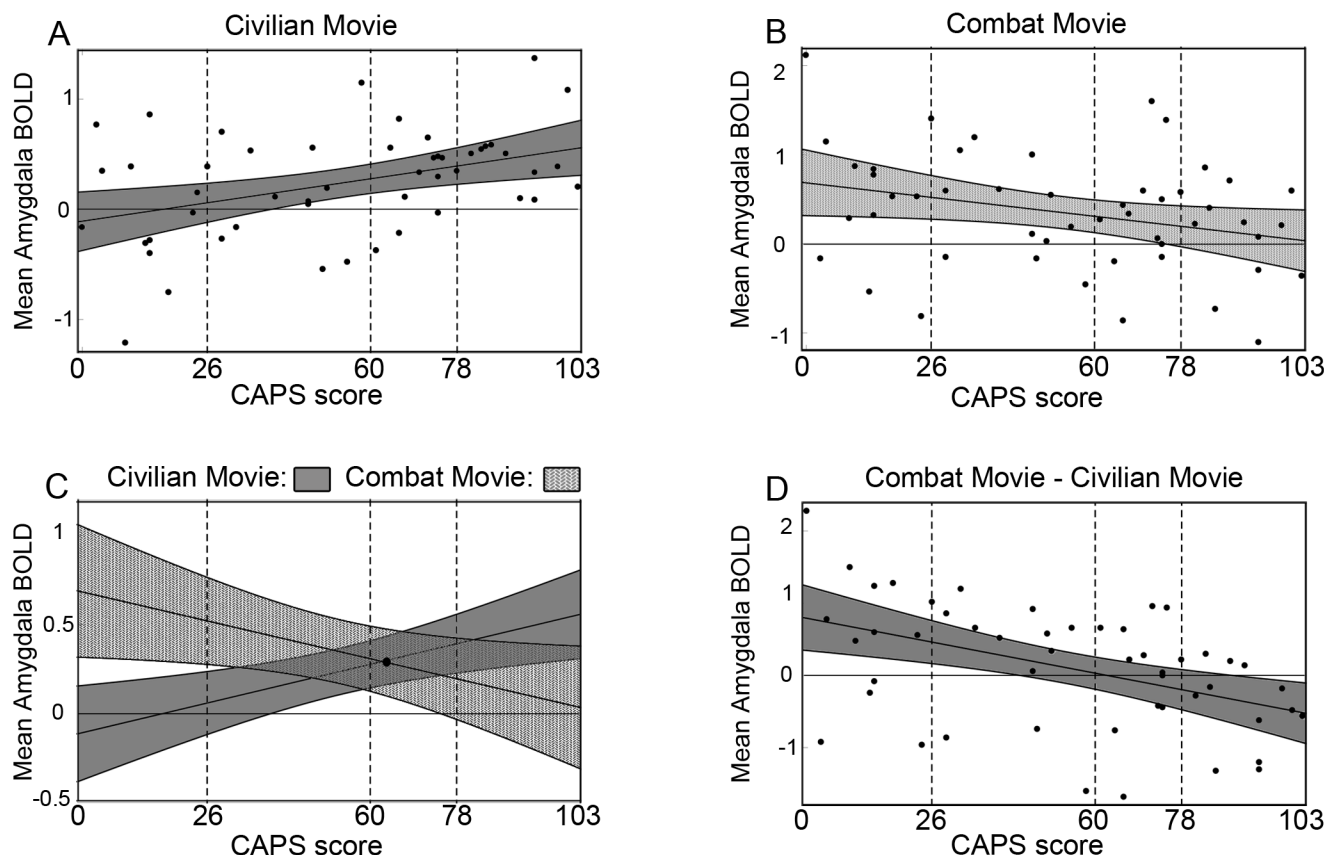 A
Civilian Movie
Mean Amygdala BOLD
1
0
-1
0 26 60 78 103
CAPS score
B
Combat Movie
Mean Amygdala BOLD
2
1
0
-1
0 26 60 78 103
CAPS score
C
Civilian Movie: Combat Movie:
Mean Amygdala BOLD
1
0.5
0
-0.5
0 26 60 78 103
CAPS score
D
Combat Movie - Civilian Movie
Mean Amygdala BOLD
2
1
0
-1
0 26 60 78 103
CAPS score